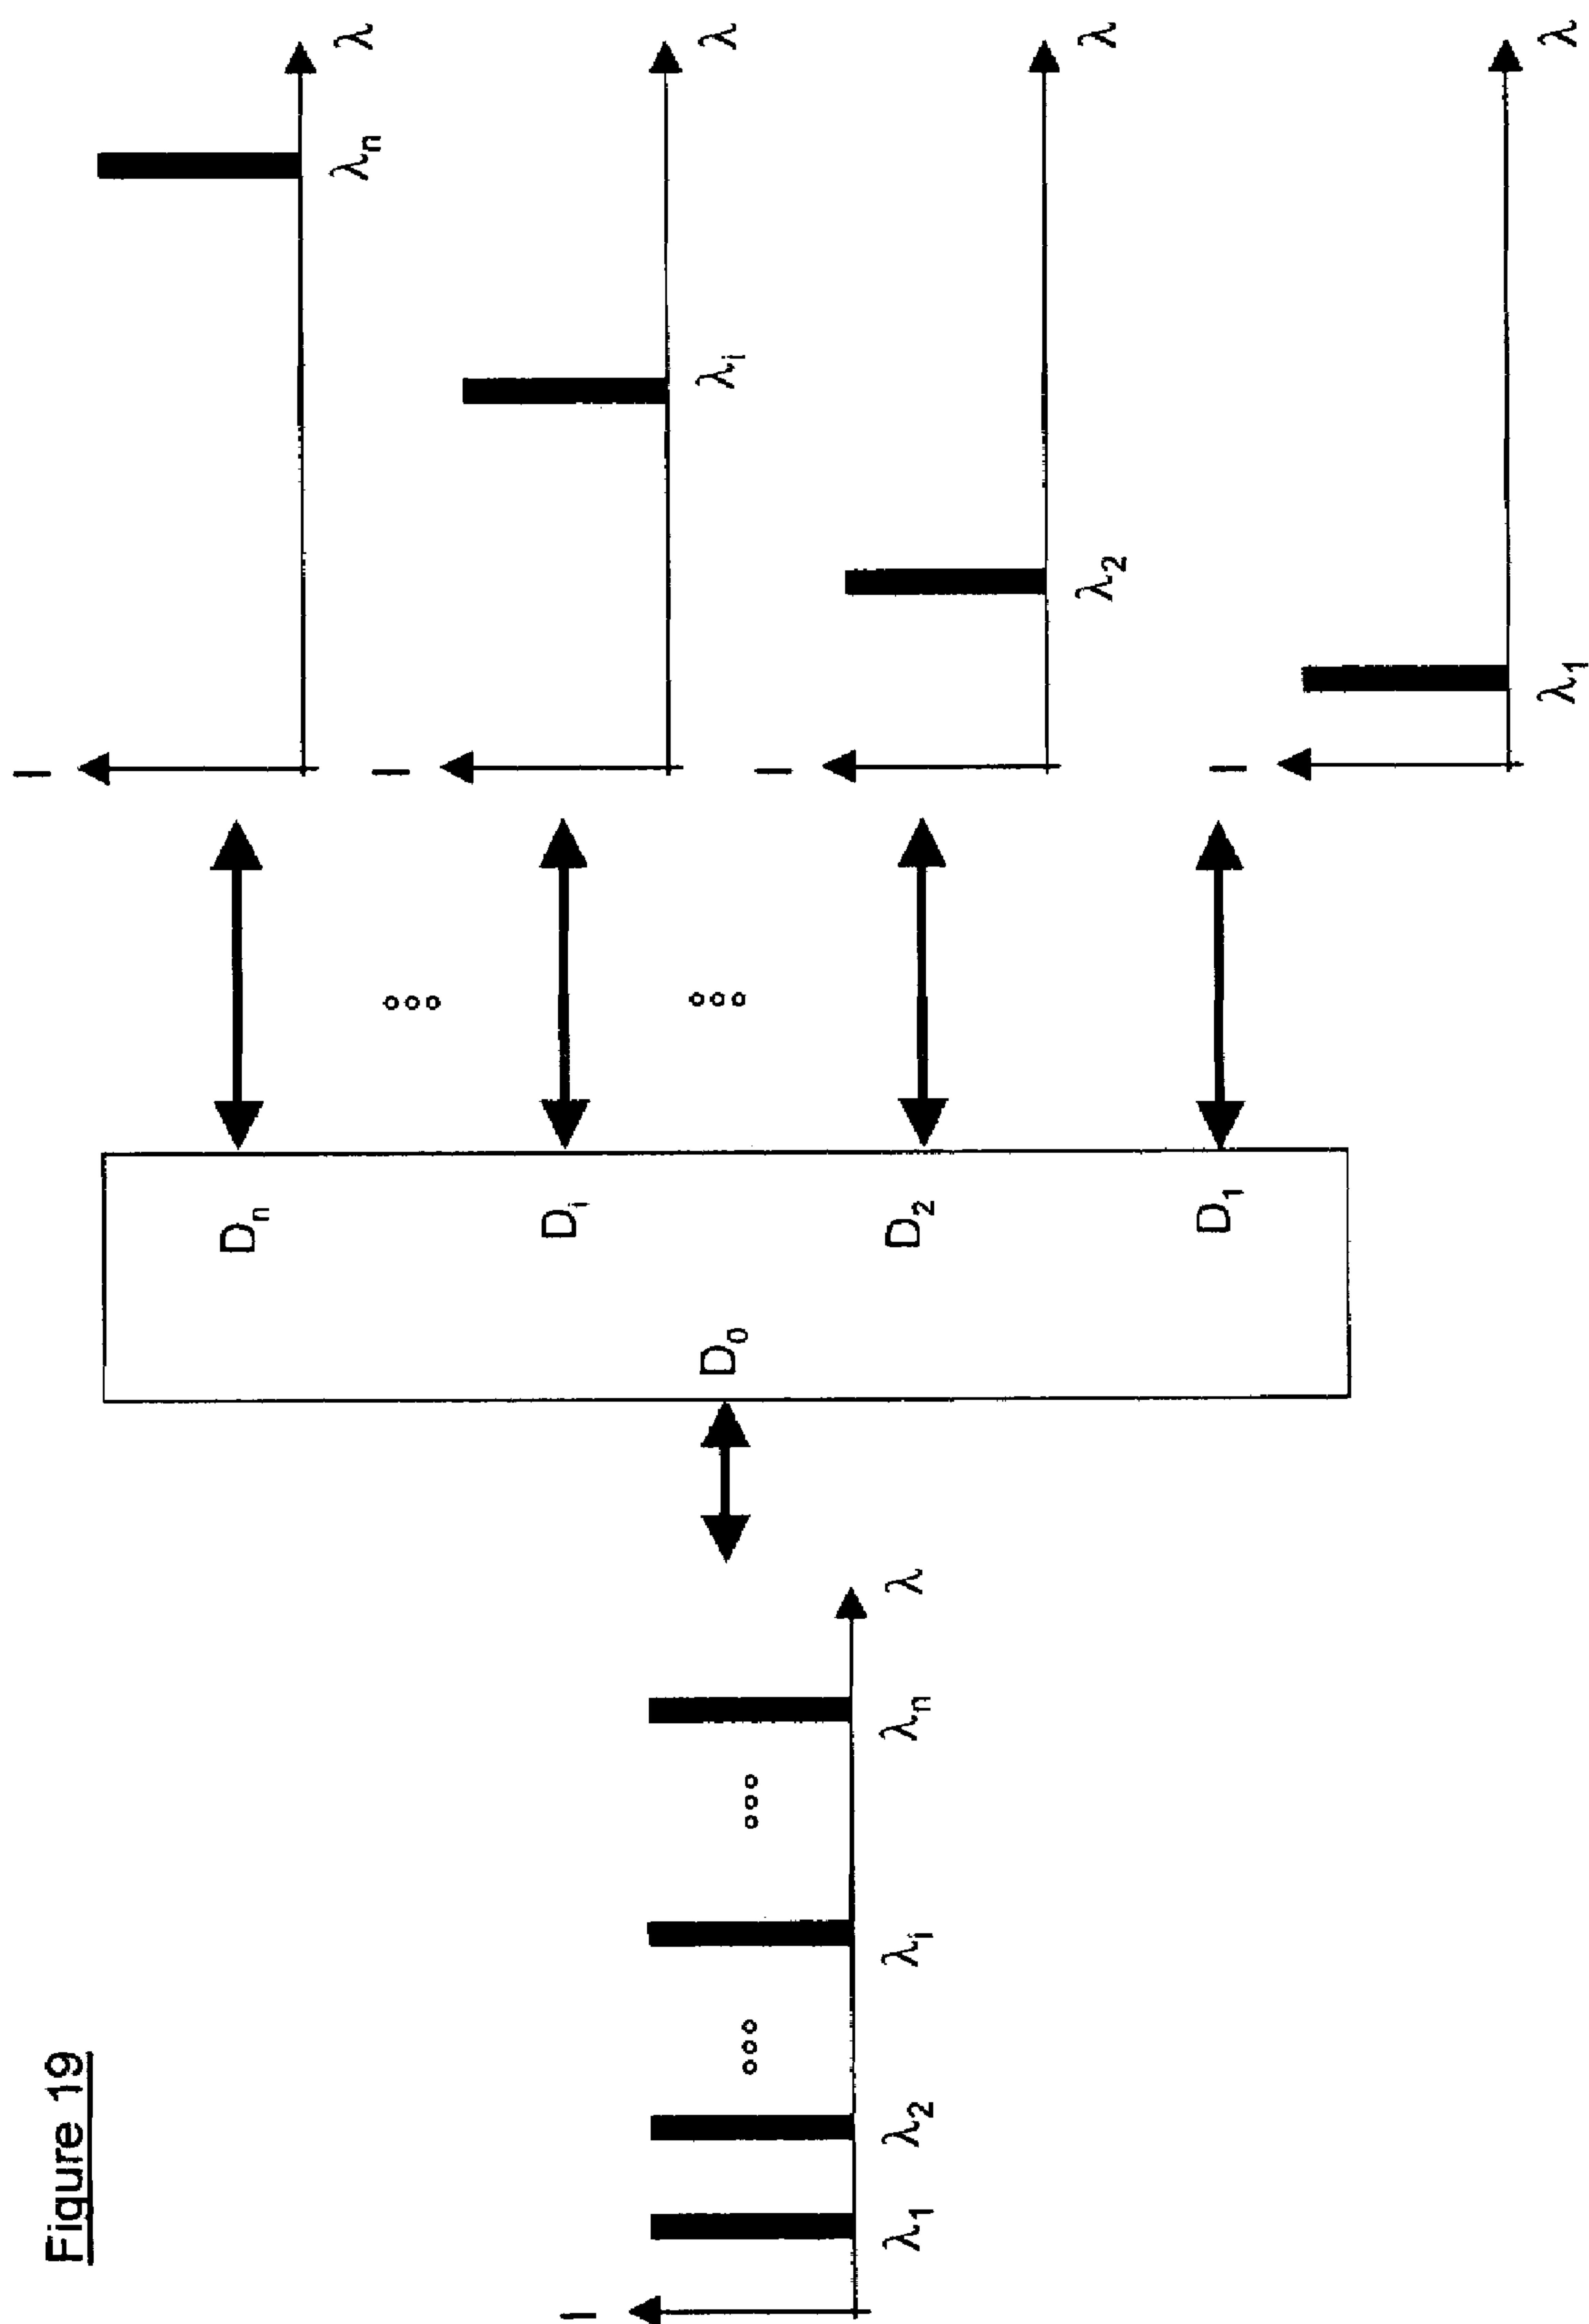 Figure 19
I
Dₙ
λₙ λ
I
Dᵢ
I
D₀
λᵢ λ
I
λ₁ λ₂ λᵢ λₙ λ
D₂
λ₂ λ
D₁
I
λ₁ λ